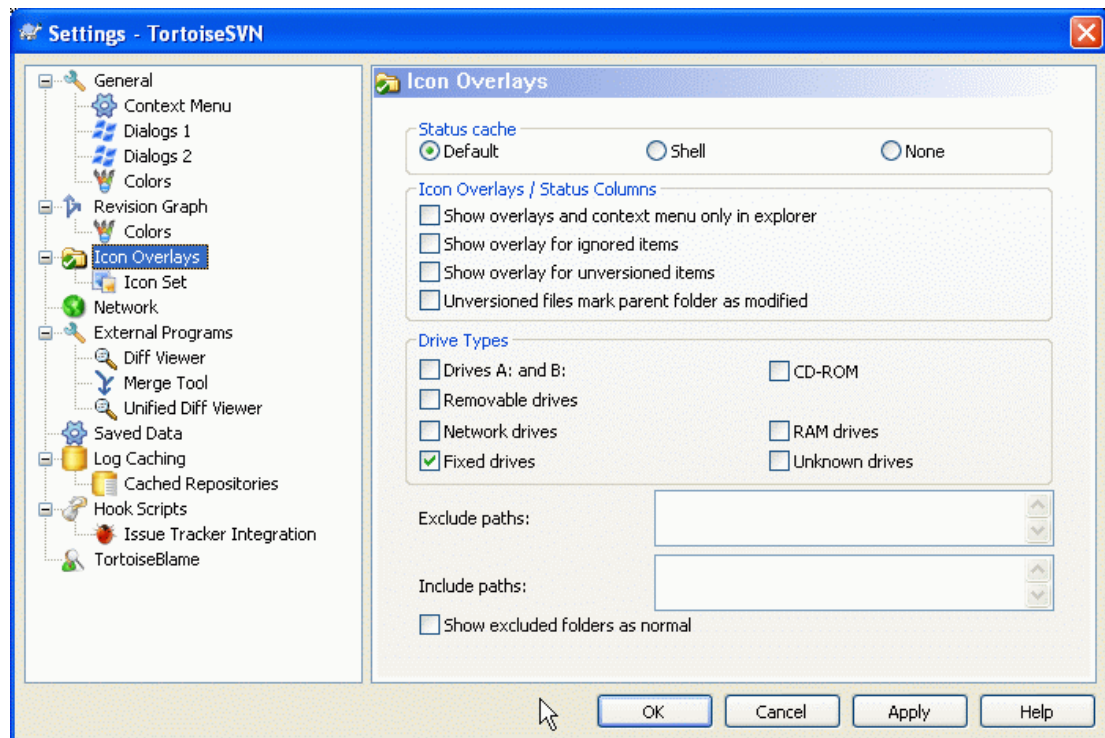 Settings - TortoiseSVN
General
Context Menu
Dialogs 1
Dialogs 2
Colors
Revision Graph
Colors
Icon Overlays
Icon Set
Network
External Programs
Diff Viewer
Merge Tool
Unified Diff Viewer
Saved Data
Log Caching
Cached Repositories
Hook Scripts
Issue Tracker Integration
TortoiseBlame
Icon Overlays
Status cache
Default Shell None
Icon Overlays / Status Columns
Show overlays and context menu only in explorer
Show overlay for ignored items
Show overlay for unversioned items
Unversioned files mark parent folder as modified
Drive Types
Drives A: and B: CD-ROM
Removable drives
Network drives RAM drives
Fixed drives Unknown drives
Exclude paths:
Include paths:
Show excluded folders as normal
OK Cancel Apply Help